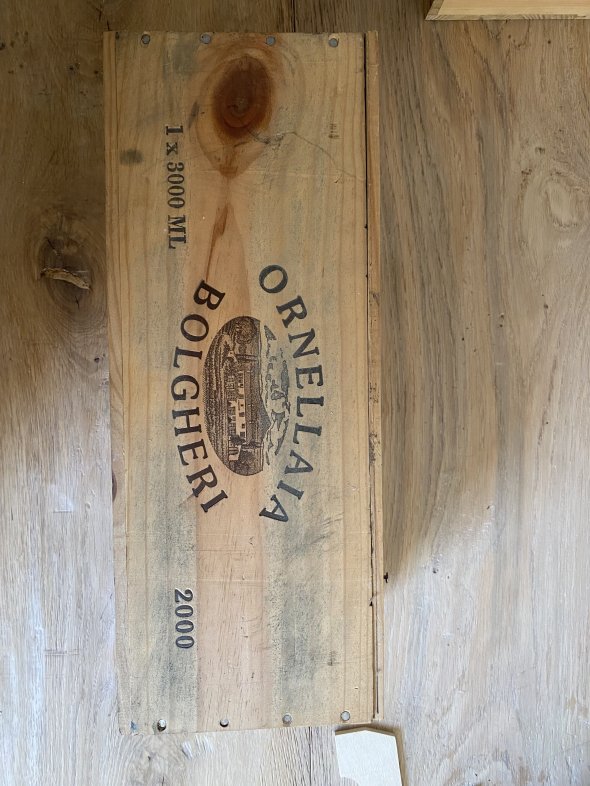 ORNELLAIA
BOLGHERI
1 x 3000 ML
2000